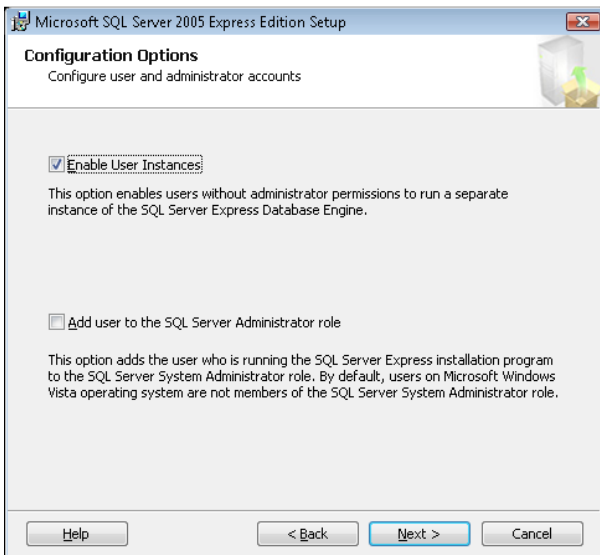 Microsoft SQL Server 2005 Express Edition Setup
Configuration Options
Configure user and administrator accounts
Enable User Instances
This option enables users without administrator permissions to run a separate
instance of the SQL Server Express Database Engine.
Add user to the SQL Server Administrator role
This option adds the user who is running the SQL Server Express installation program
to the SQL Server System Administrator role. By default, users on Microsoft Windows
Vista operating system are not members of the SQL Server System Administrator role.
Help
< Back
Next >
Cancel